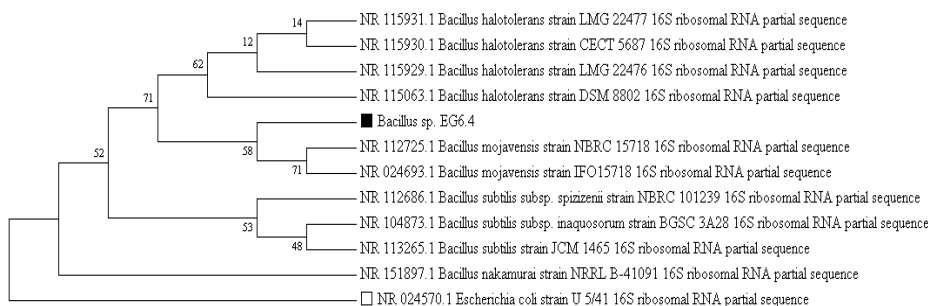 NR 115931.1 Bacillus halotolerans strain LMG 22477 16S ribosomal RNA partial sequence
14
NR 115930.1 Bacillus halotolerans strain CECT 5687 16S ribosomal RNA partial sequence
12
NR 115929.1 Bacillus halotolerans strain LMG 22476 16S ribosomal RNA partial sequence
62
NR 115063.1 Bacillus halotolerans strain DSM 8802 16S ribosomal RNA partial sequence
71
Bacillus sp. EG6.4
58
NR 112725.1 Bacillus mojavensis strain NBRC 15718 16S ribosomal RNA partial sequence
71
NR 024693.1 Bacillus mojavensis strain IFO15718 16S ribosomal RNA partial sequence
52
NR 112686.1 Bacillus subtilis subsp. spizizenii strain NBRC 101239 16S ribosomal RNA partial sequence
53
NR 104873.1 Bacillus subtilis subsp. inaquosorum strain BGSC 3A28 16S ribosomal RNA partial sequence
48
NR 113265.1 Bacillus subtilis strain JCM 1465 16S ribosomal RNA partial sequence
NR 151897.1 Bacillus nakamurai strain NRRL B-41091 16S ribosomal RNA partial sequence
NR 024570.1 Escherichia coli strain U 5/41 16S ribosomal RNA partial sequence